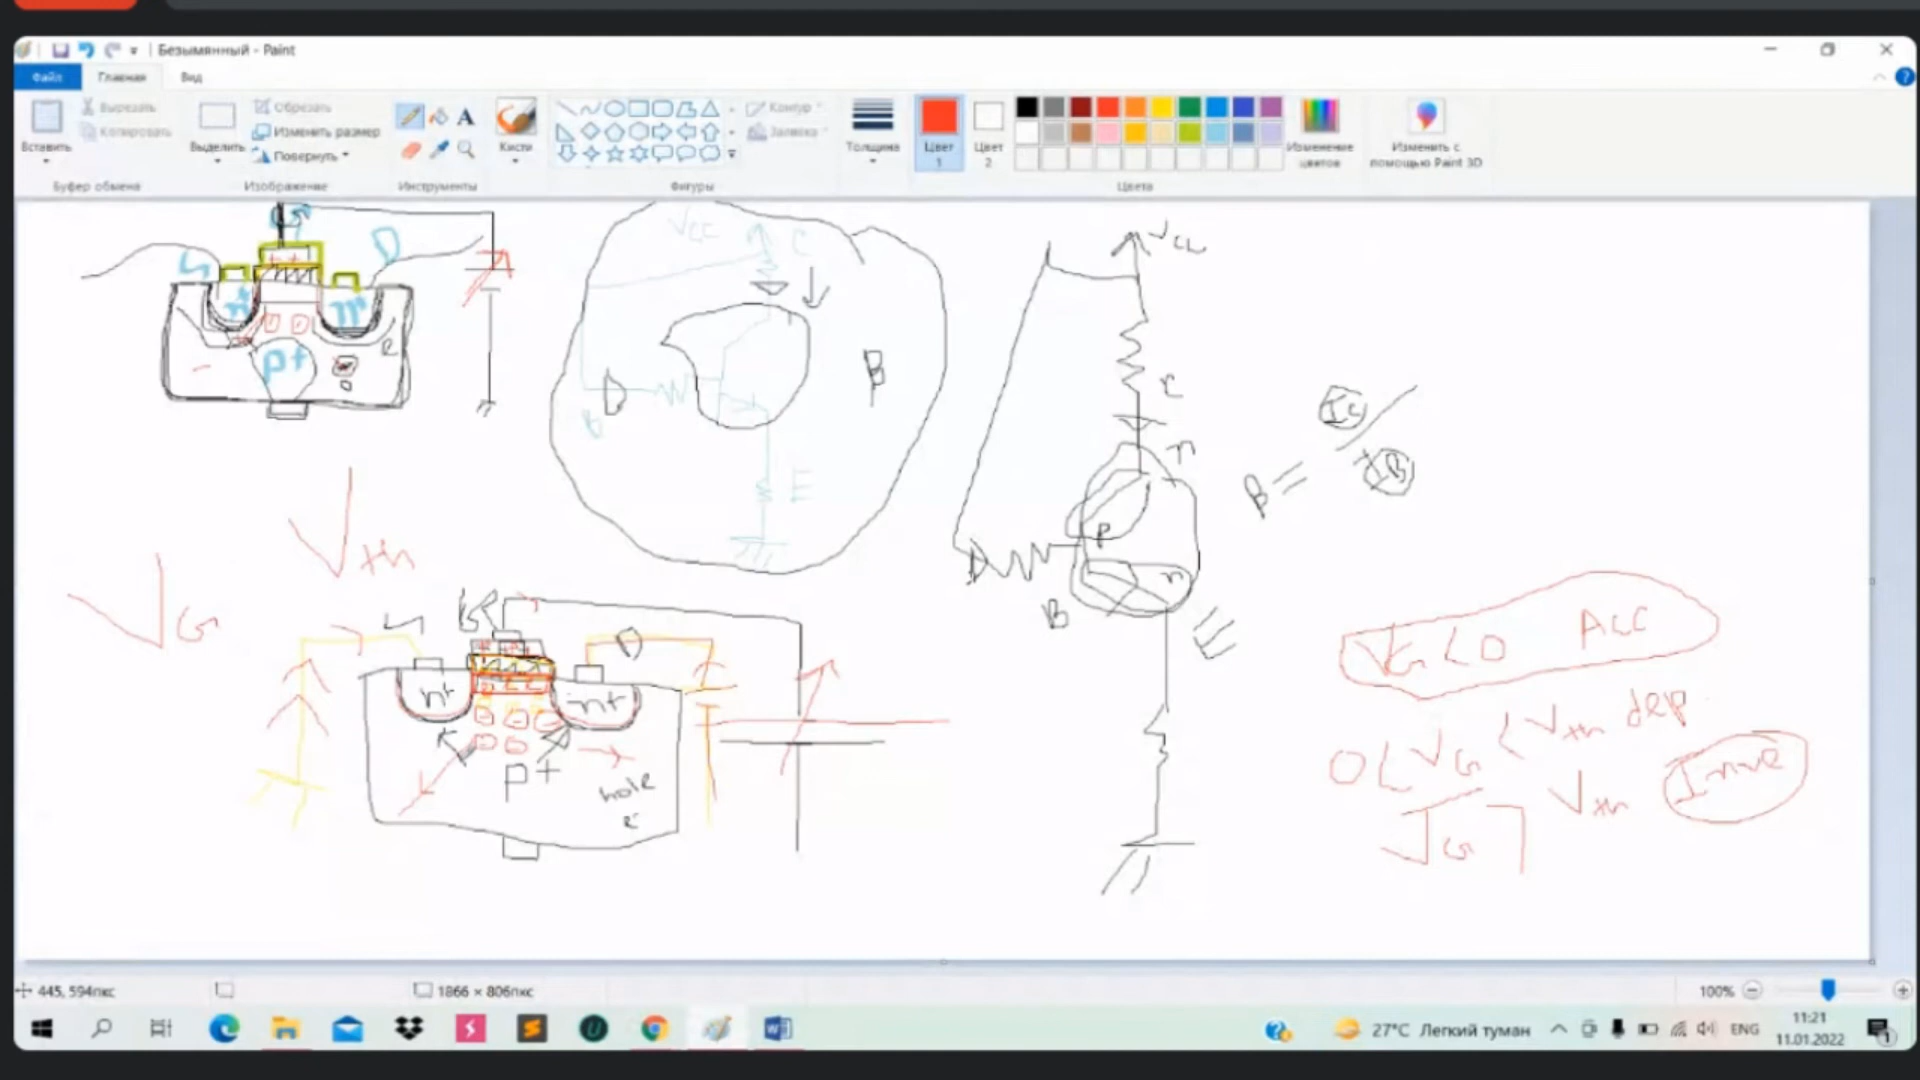 Безымянный - Paint
Файл Главная Вид
Вставить
Вырезать
Копировать
Буфер обмена
Выделить
Обрезать
Изменить размер
Повернуть
Изображение
A
Инструменты
Кисти
Контур
Заливка
Фигуры
Толщина
Цвет 1
Цвет 2
Изменение цветов
Цвета
Изменить с помощью Paint 3D
S D
n+
p+
Vcc
C
D
B
Vcc
C
n
p
B
n
E
B = Ic / IB
Vth
VG
S G D
n+ n+
p+
hole
e-
VG < 0 Acc
0 < VG < Vth dep.
VG > Vth Inve
445, 594пкс
1866 × 806пкс
100%
27°C Легкий туман
ENG
11:21
11.01.2022